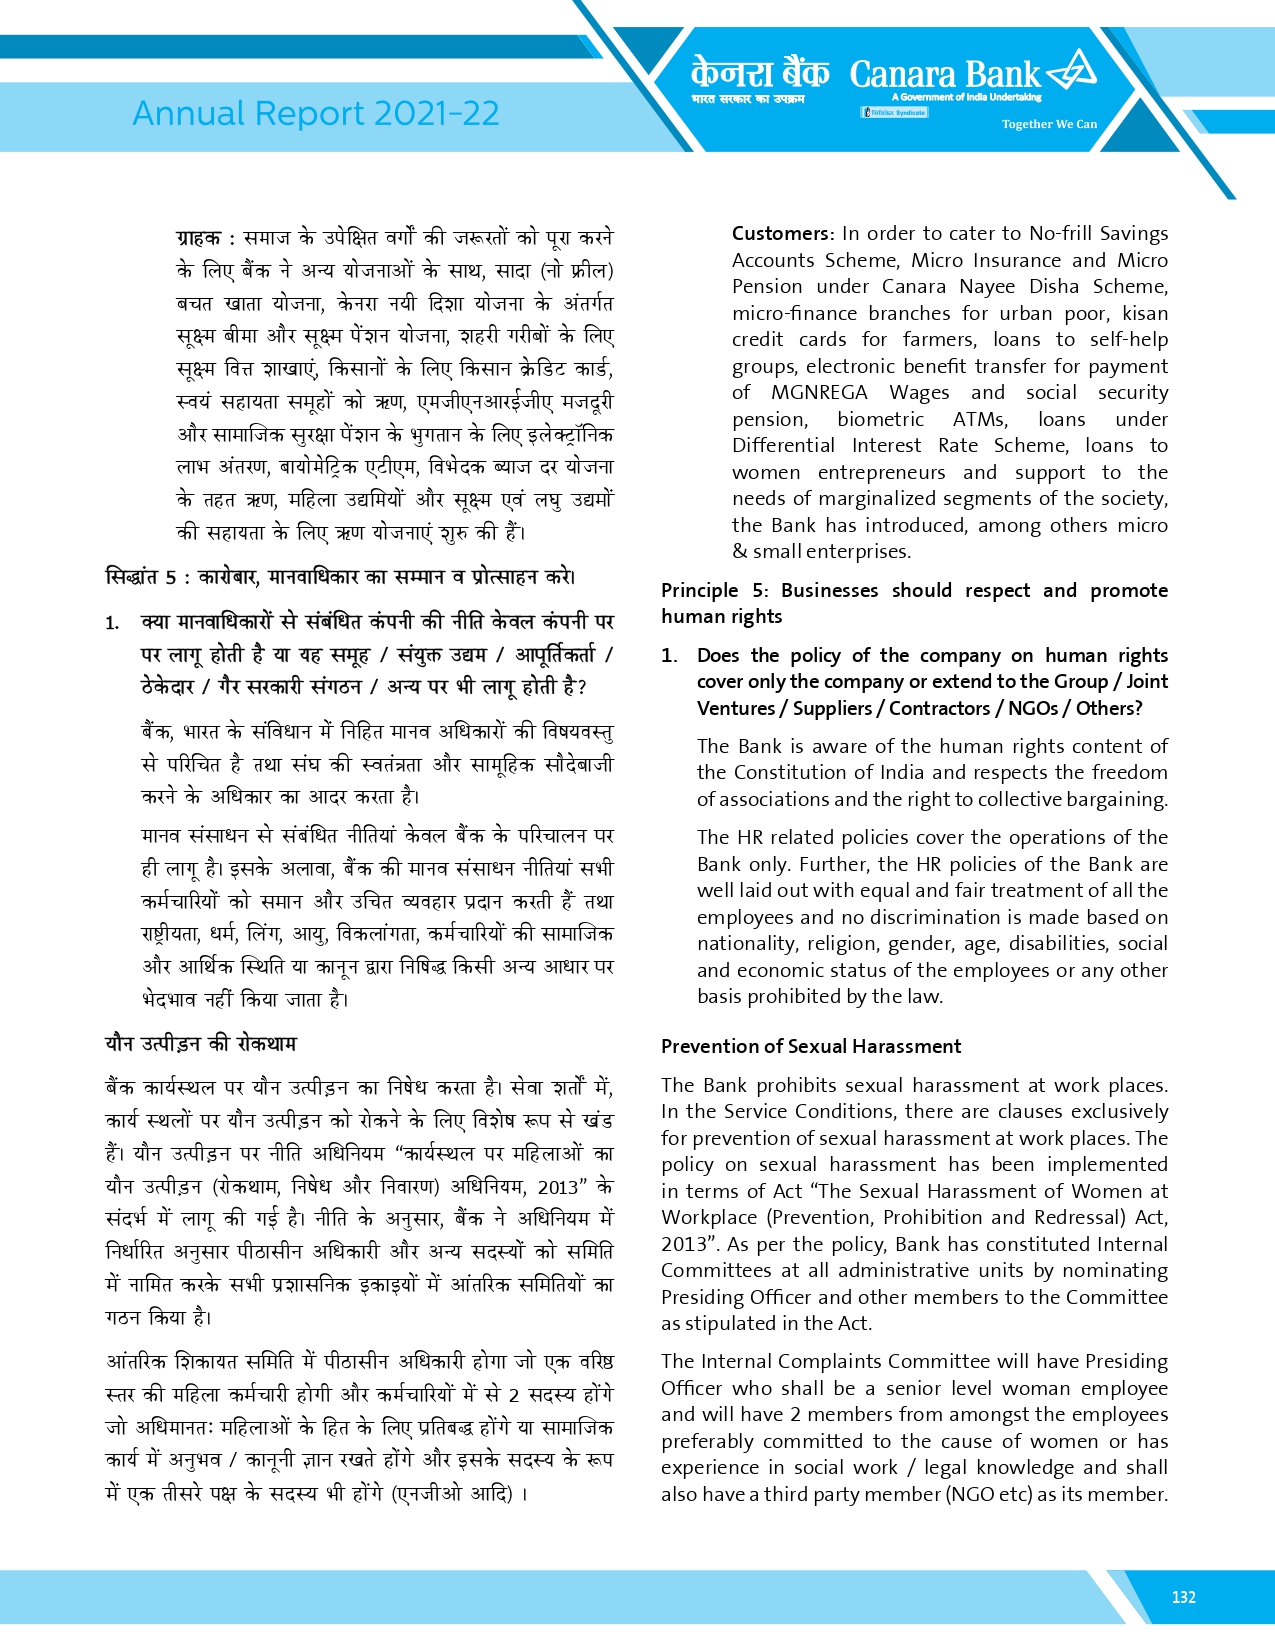 Annual Report 2021-22
केनरा बैंक Canara Bank
भारत सरकार का उपक्रम
A Government of India Undertaking
Syndicate
Together We Can
ग्राहक : समाज के उपेक्षित वर्गों की जरूरतों को पूरा करने
के लिए बैंक ने अन्य योजनाओं के साथ, सादा (नो फ्रील)
बचत खाता योजना, केनरा नयी दिशा योजना के अंतर्गत
सूक्ष्म बीमा और सूक्ष्म पेंशन योजना, शहरी गरीबों के लिए
सूक्ष्म वित्त शाखाएं, किसानों के लिए किसान क्रेडिट कार्ड,
स्वयं सहायता समूहों को ऋण, एमजीएनआरईजीए मजदूरी
और सामाजिक सुरक्षा पेंशन के भुगतान के लिए इलेक्ट्रॉनिक
लाभ अंतरण, बायोमेट्रिक एटीएम, विभेदक ब्याज दर योजना
के तहत ऋण, महिला उद्यमियों और सूक्ष्म एवं लघु उद्यमों
की सहायता के लिए ऋण योजनाएं शुरु की हैं।
सिद्धांत 5 : कारोबार, मानवाधिकार का सम्मान व प्रोत्साहन करे।
1. क्या मानवाधिकारों से संबंधित कंपनी की नीति केवल कंपनी पर
पर लागू होती है या यह समूह / संयुक्त उद्यम / आपूर्तिकर्ता /
ठेकेदार / गैर सरकारी संगठन / अन्य पर भी लागू होती है?
बैंक, भारत के संविधान में निहित मानव अधिकारों की विषयवस्तु
से परिचित है तथा संघ की स्वतंत्रता और सामूहिक सौदेबाजी
करने के अधिकार का आदर करता है।
मानव संसाधन से संबंधित नीतियां केवल बैंक के परिचालन पर
ही लागू है। इसके अलावा, बैंक की मानव संसाधन नीतियां सभी
कर्मचारियों को समान और उचित व्यवहार प्रदान करती हैं तथा
राष्ट्रीयता, धर्म, लिंग, आयु, विकलांगता, कर्मचारियों की सामाजिक
और आर्थिक स्थिति या कानून द्वारा निषिद्ध किसी अन्य आधार पर
भेदभाव नहीं किया जाता है।
यौन उत्पीड़न की रोकथाम
बैंक कार्यस्थल पर यौन उत्पीड़न का निषेध करता है। सेवा शर्तों में,
कार्य स्थलों पर यौन उत्पीड़न को रोकने के लिए विशेष रूप से खंड
हैं। यौन उत्पीड़न पर नीति अधिनियम “कार्यस्थल पर महिलाओं का
यौन उत्पीड़न (रोकथाम, निषेध और निवारण) अधिनियम, 2013” के
संदर्भ में लागू की गई है। नीति के अनुसार, बैंक ने अधिनियम में
निर्धारित अनुसार पीठासीन अधिकारी और अन्य सदस्यों को समिति
में नामित करके सभी प्रशासनिक इकाइयों में आंतरिक समितियों का
गठन किया है।
आंतरिक शिकायत समिति में पीठासीन अधिकारी होगा जो एक वरिष्ठ
स्तर की महिला कर्मचारी होगी और कर्मचारियों में से 2 सदस्य होंगे
जो अधिमानतः महिलाओं के हित के लिए प्रतिबद्ध होंगे या सामाजिक
कार्य में अनुभव / कानूनी ज्ञान रखते होंगे और इसके सदस्य के रूप
में एक तीसरे पक्ष के सदस्य भी होंगे (एनजीओ आदि) ।
Customers: In order to cater to No-frill Savings
Accounts Scheme, Micro Insurance and Micro
Pension under Canara Nayee Disha Scheme,
micro-finance branches for urban poor, kisan
credit cards for farmers, loans to self-help
groups, electronic benefit transfer for payment
of MGNREGA Wages and social security
pension, biometric ATMs, loans under
Differential Interest Rate Scheme, loans to
women entrepreneurs and support to the
needs of marginalized segments of the society,
the Bank has introduced, among others micro
& small enterprises.
Principle 5: Businesses should respect and promote
human rights
1. Does the policy of the company on human rights
cover only the company or extend to the Group / Joint
Ventures / Suppliers / Contractors / NGOs / Others?
The Bank is aware of the human rights content of
the Constitution of India and respects the freedom
of associations and the right to collective bargaining.
The HR related policies cover the operations of the
Bank only. Further, the HR policies of the Bank are
well laid out with equal and fair treatment of all the
employees and no discrimination is made based on
nationality, religion, gender, age, disabilities, social
and economic status of the employees or any other
basis prohibited by the law.
Prevention of Sexual Harassment
The Bank prohibits sexual harassment at work places.
In the Service Conditions, there are clauses exclusively
for prevention of sexual harassment at work places. The
policy on sexual harassment has been implemented
in terms of Act “The Sexual Harassment of Women at
Workplace (Prevention, Prohibition and Redressal) Act,
2013”. As per the policy, Bank has constituted Internal
Committees at all administrative units by nominating
Presiding Officer and other members to the Committee
as stipulated in the Act.
The Internal Complaints Committee will have Presiding
Officer who shall be a senior level woman employee
and will have 2 members from amongst the employees
preferably committed to the cause of women or has
experience in social work / legal knowledge and shall
also have a third party member (NGO etc) as its member.
132